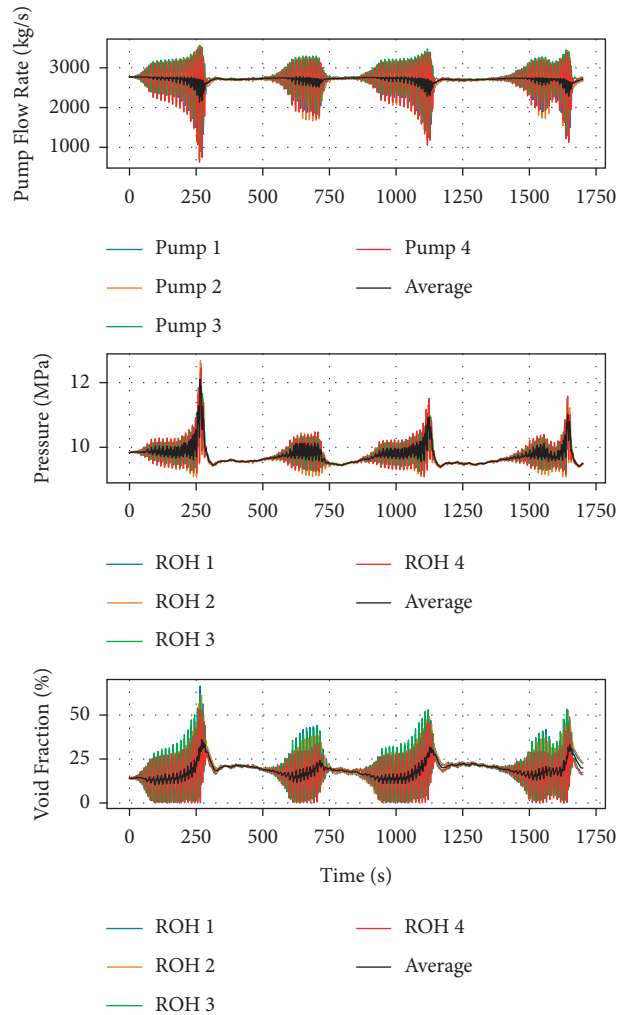 Pump Flow Rate (kg/s)
3000
2000
1000
0 250 500 750 1000 1250 1500 1750
Pump 1 Pump 4
Pump 2 Average
Pump 3
Pressure (MPa)
12
10
0 250 500 750 1000 1250 1500 1750
ROH 1 ROH 4
ROH 2 Average
ROH 3
Void Fraction (%)
50
25
0
0 250 500 750 1000 1250 1500 1750
Time (s)
ROH 1 ROH 4
ROH 2 Average
ROH 3